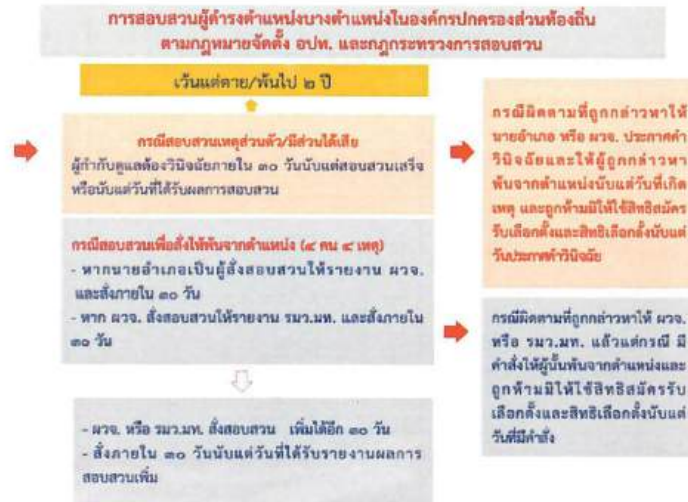 การสอบสวนผู้ดำรงตำแหน่งบางตำแหน่งในองค์กรปกครองส่วนท้องถิ่น
ตามกฎหมายจัดตั้ง อปท. และกฎกระทรวงการสอบสวน
เว้นแต่ตาย/พ้นไป ๒ ปี
กรณีสอบสวนเหตุส่วนตัว/มีส่วนได้เสีย
ผู้กำกับดูแลต้องวินิจฉัยภายใน ๓๐ วันนับแต่สอบสวนเสร็จ
หรือนับแต่วันที่ได้รับผลการสอบสวน
กรณีผิดตามที่ถูกกล่าวหาให้
นายอำเภอ หรือ ผวจ. ประกาศคำ
วินิจฉัยและให้ผู้ถูกกล่าวหา
พ้นจากตำแหน่งนับแต่วันที่เกิด
เหตุ และถูกห้ามมิให้ใช้สิทธิสมัคร
รับเลือกตั้งและสิทธิเลือกตั้งนับแต่
วันประกาศคำวินิจฉัย
กรณีสอบสวนเพื่อสั่งให้พ้นจากตำแหน่ง (๔ คน ๔ เหตุ)
- หากนายอำเภอเป็นผู้สั่งสอบสวนให้รายงาน ผวจ.
และสั่งภายใน ๓๐ วัน
- หาก ผวจ. สั่งสอบสวนให้รายงาน รมว.มท. และสั่งภายใน
๓๐ วัน
กรณีผิดตามที่ถูกกล่าวหาให้ ผวจ.
หรือ รมว.มท. แล้วแต่กรณี มี
คำสั่งให้ผู้นั้นพ้นจากตำแหน่งและ
ถูกห้ามมิให้ใช้สิทธิสมัครรับ
เลือกตั้งและสิทธิเลือกตั้งนับแต่
วันที่มีคำสั่ง
- ผวจ. หรือ รมว.มท. สั่งสอบสวน เพิ่มได้อีก ๓๐ วัน
- สั่งภายใน ๓๐ วันนับแต่วันที่ได้รับรายงานผลการ
สอบสวนเพิ่ม